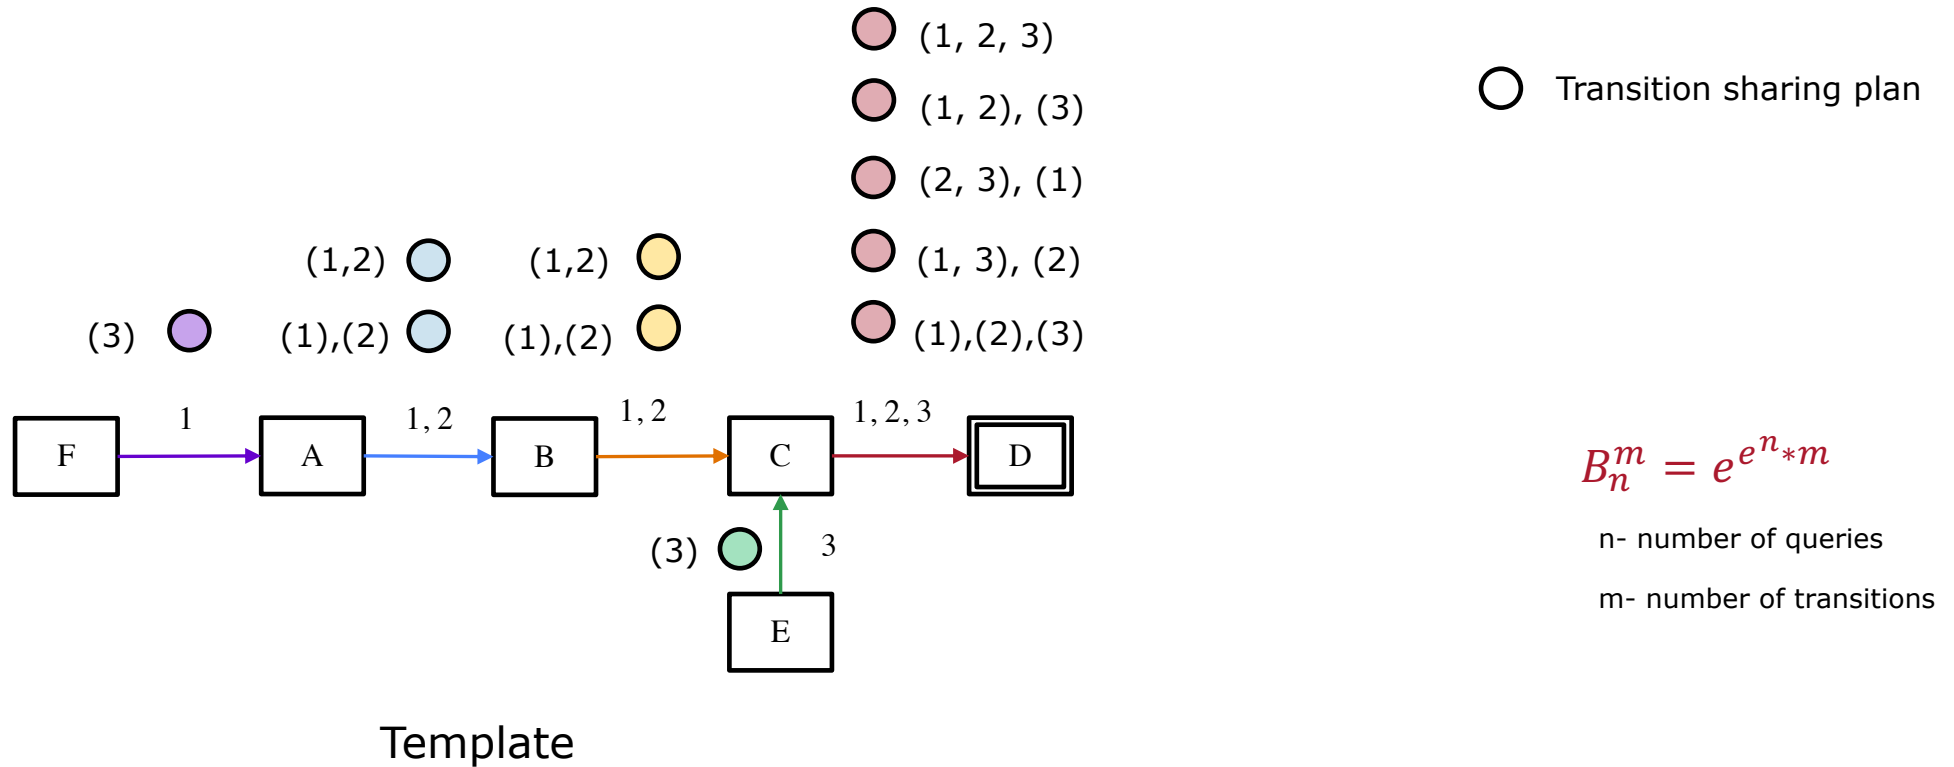 (1, 2, 3)
(1, 2), (3)
(2, 3), (1)
(1, 3), (2)
(1),(2),(3)
Transition sharing plan
(1,2)
(1,2)
(3)
(1),(2)
(1),(2)
1
1, 2
1, 2
1, 2, 3
F
A
B
C
D
(3)
3
E
Template
$B_n^m = e^{e^n * m}$
n- number of queries
m- number of transitions